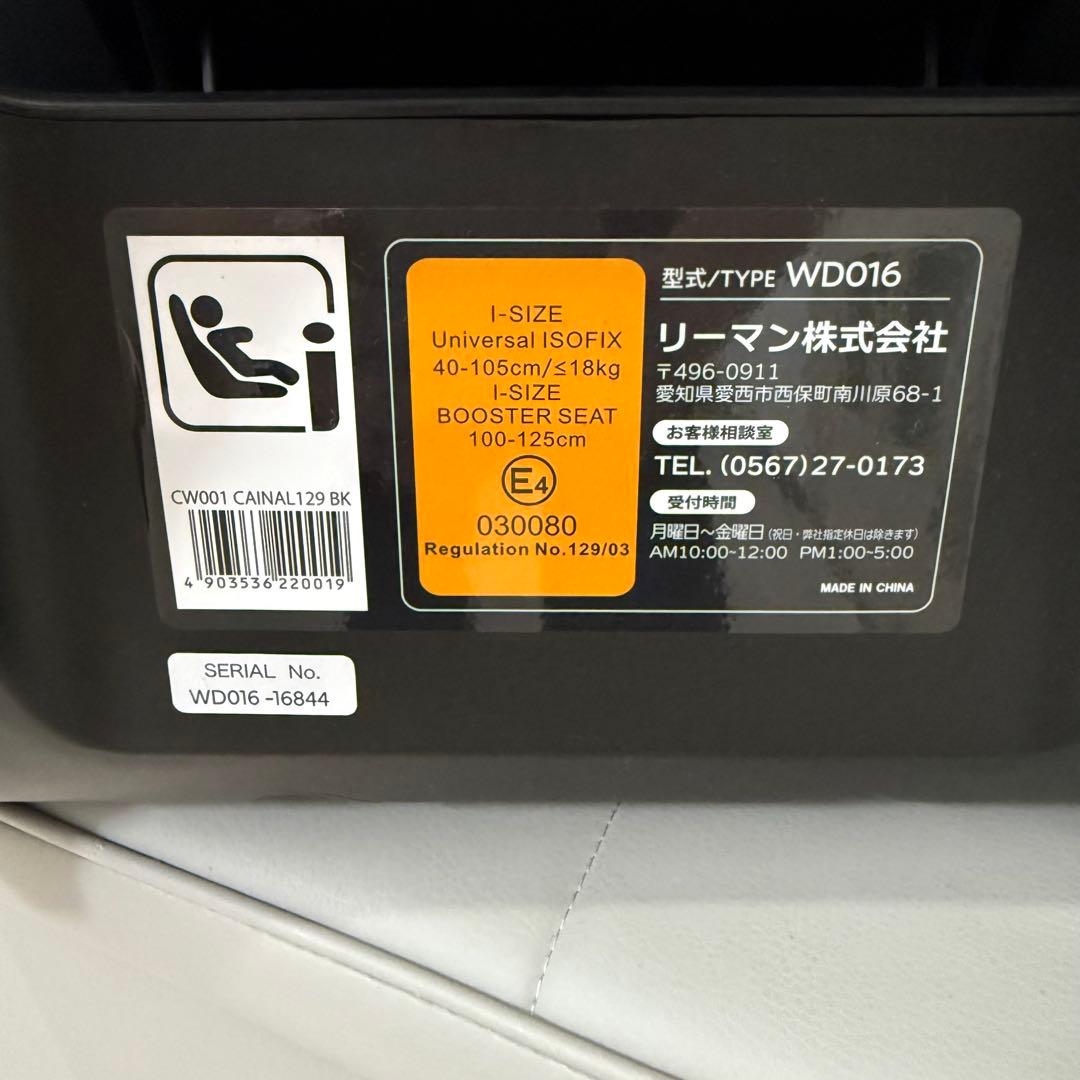 CW001 CAINAL129 BK
4 903536 220019
I-SIZE
Universal ISOFIX
40-105cm/≤18kg
I-SIZE
BOOSTER SEAT
100-125cm
E4
030080
Regulation No.129/03
型式/TYPE WD016
リーマン株式会社
〒496-0911
愛知県愛西市西保町南川原68-1
お客様相談室
TEL. (0567)27-0173
受付時間
月曜日~金曜日(祝日・弊社指定休日は除きます)
AM10:00~12:00 PM1:00~5:00
MADE IN CHINA
SERIAL No.
WD016 -16844